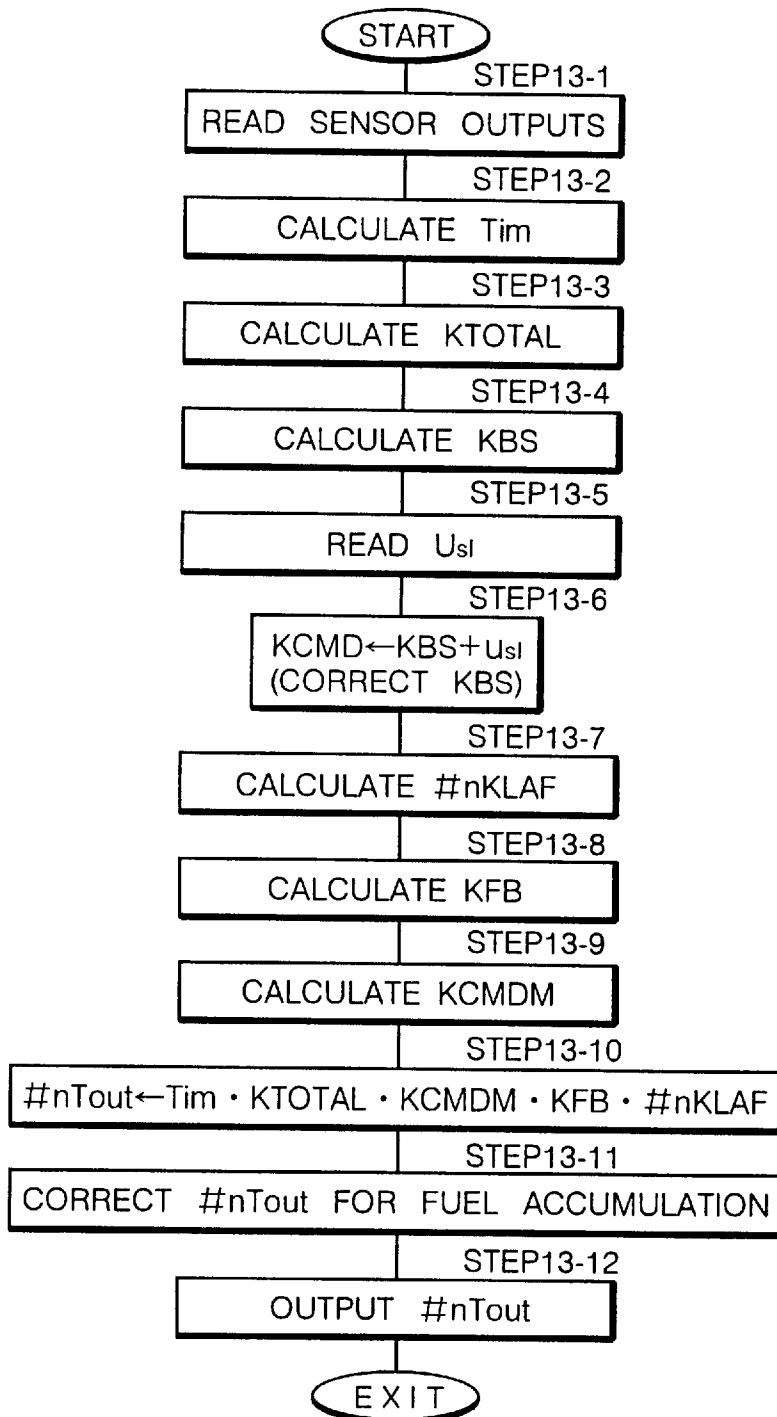 START
STEP13-1
READ SENSOR OUTPUTS
STEP13-2
CALCULATE Tim
STEP13-3
CALCULATE KTOTAL
STEP13-4
CALCULATE KBS
STEP13-5
READ Usl
STEP13-6
KCMD←KBS+usl
(CORRECT KBS)
STEP13-7
CALCULATE #nKLAF
STEP13-8
CALCULATE KFB
STEP13-9
CALCULATE KCMDM
STEP13-10
#nTout←Tim・KTOTAL・KCMDM・KFB・#nKLAF
STEP13-11
CORRECT #nTout FOR FUEL ACCUMULATION
STEP13-12
OUTPUT #nTout
EXIT